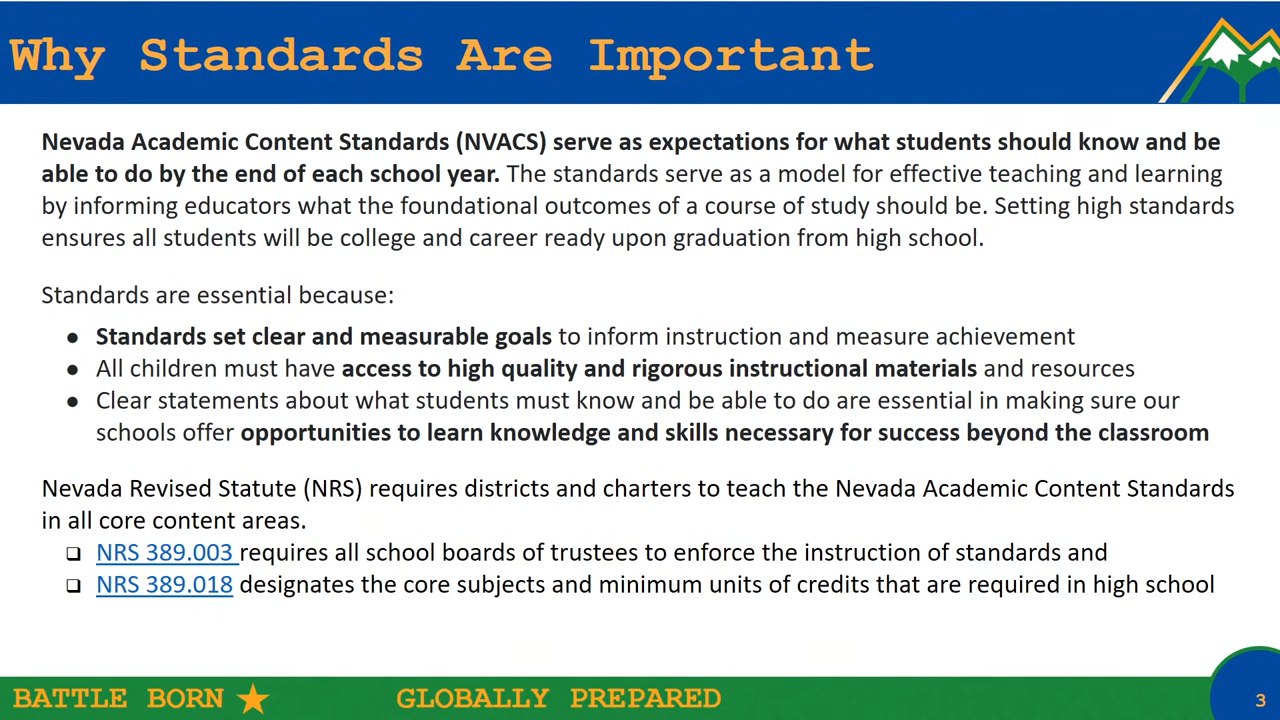 Why Standards Are Important
Nevada Academic Content Standards (NVACS) serve as expectations for what students should know and be
able to do by the end of each school year. The standards serve as a model for effective teaching and learning
by informing educators what the foundational outcomes of a course of study should be. Setting high standards
ensures all students will be college and career ready upon graduation from high school.
Standards are essential because:
● Standards set clear and measurable goals to inform instruction and measure achievement
● All children must have access to high quality and rigorous instructional materials and resources
● Clear statements about what students must know and be able to do are essential in making sure our
schools offer opportunities to learn knowledge and skills necessary for success beyond the classroom
Nevada Revised Statute (NRS) requires districts and charters to teach the Nevada Academic Content Standards
in all core content areas.
❑ NRS 389.003 requires all school boards of trustees to enforce the instruction of standards and
❑ NRS 389.018 designates the core subjects and minimum units of credits that are required in high school
BATTLE BORN ★ GLOBALLY PREPARED
3